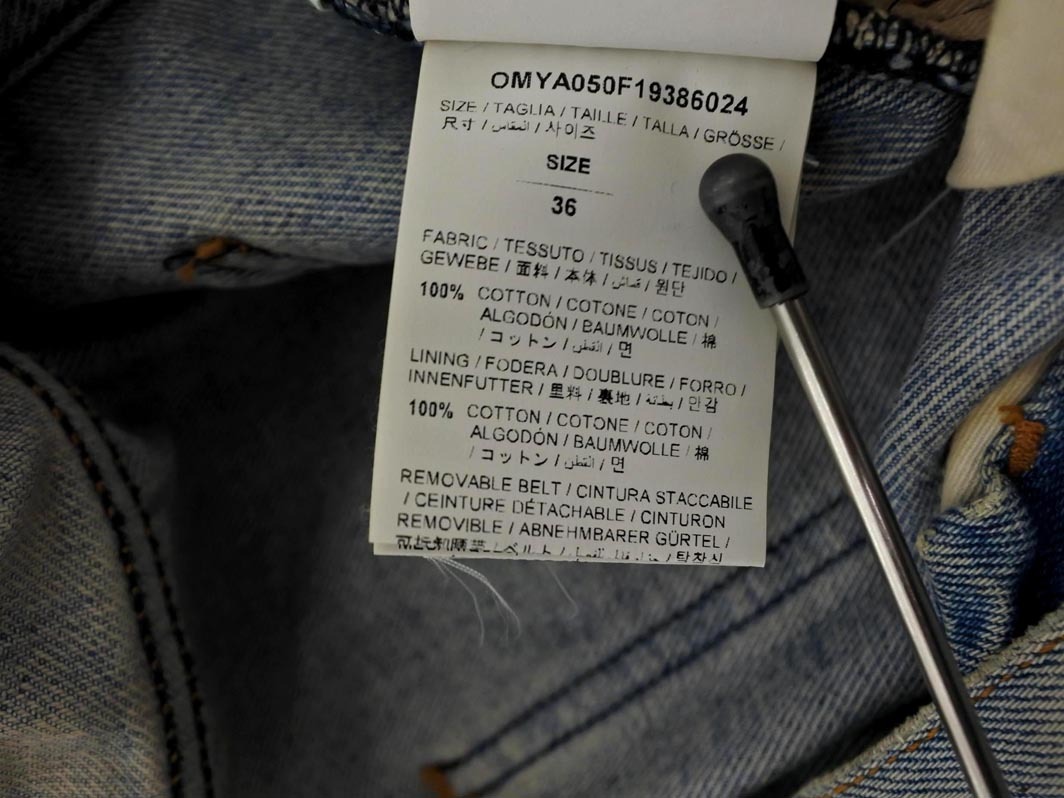 OMYA050F19386024
SIZE / TAGLIA / TAILLE / TALLA / GRÖSSE /
尺寸 / المقاس / 사이즈
SIZE
36
FABRIC / TESSUTO / TISSUS / TEJIDO /
GEWEBE / 面料 / 本体 / قماش / 원단
100% COTTON / COTONE / COTON /
ALGODÓN / BAUMWOLLE / 棉
/ コットン / القطن / 면
LINING / FODERA / DOUBLURE / FORRO /
INNENFUTTER / 里料 / 裏地 / بطانة / 안감
100% COTTON / COTONE / COTON /
ALGODÓN / BAUMWOLLE / 棉
/ コットン / القطن / 면
REMOVABLE BELT / CINTURA STACCABILE
/ CEINTURE DÉTACHABLE / CINTURON
REMOVIBLE / ABNEHMBARER GÜRTEL /
ベルト /